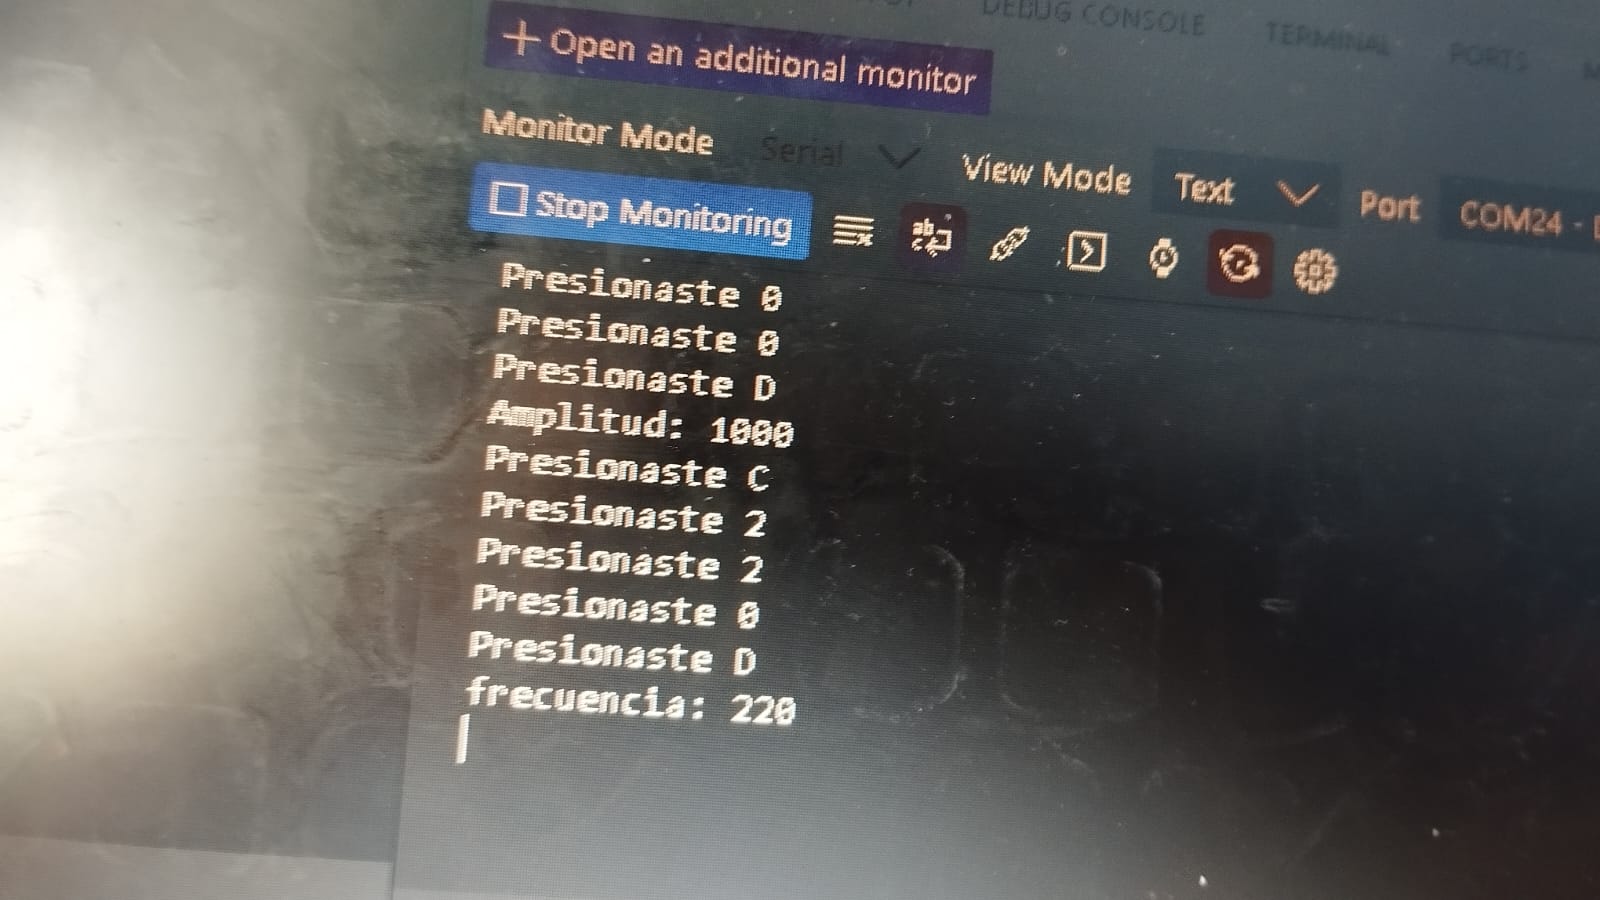 DEBUG CONSOLE TERMINAL PORTS
+ Open an additional monitor
Monitor Mode Serial View Mode Text Port COM24 -
Stop Monitoring
Presionaste 0
Presionaste 0
Presionaste D
Amplitud: 1000
Presionaste C
Presionaste 2
Presionaste 2
Presionaste 0
Presionaste D
frecuencia: 220